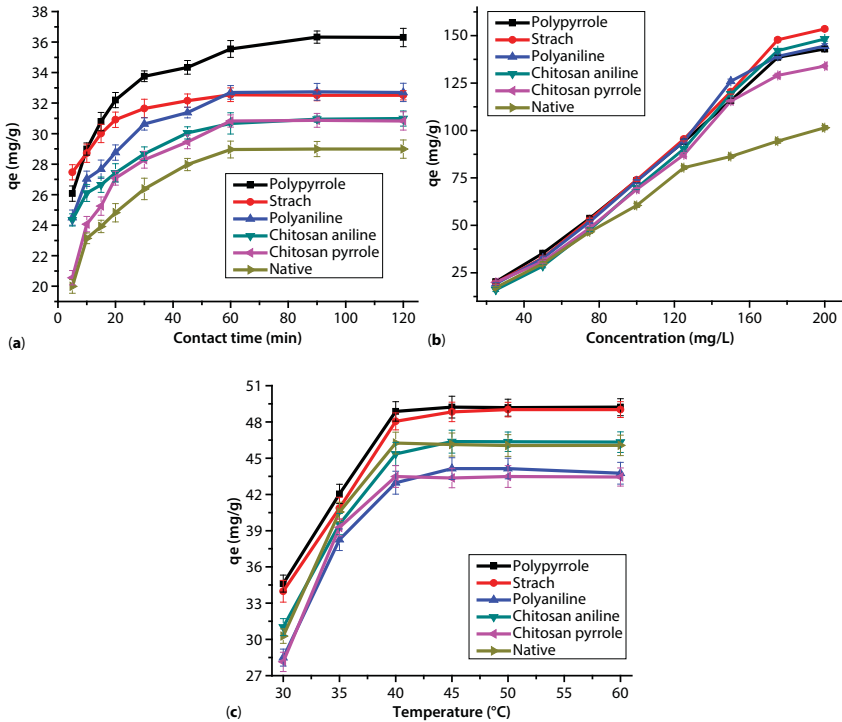 38
36
34
32
30
28
26
24
22
20
qe (mg/g)
0 20 40 60 80 100 120
Contact time (min)
(a)
Polypyrrole
Strach
Polyaniline
Chitosan aniline
Chitosan pyrrole
Native
150
125
100
75
50
25
qe (mg/g)
40 80 120 160 200
Concentration (mg/L)
(b)
Polypyrrole
Strach
Polyaniline
Chitosan aniline
Chitosan pyrrole
Native
51
48
45
42
39
36
33
30
27
qe (mg/g)
30 35 40 45 50 55 60
Temperature (°C)
(c)
Polypyrrole
Strach
Polyaniline
Chitosan aniline
Chitosan pyrrole
Native